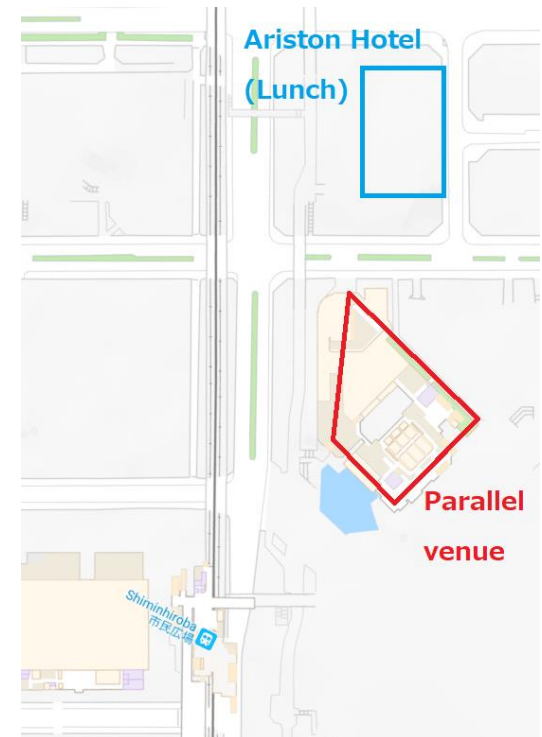 Ariston Hotel
(Lunch)
Parallel
venue
Shiminhiroba
市民広場